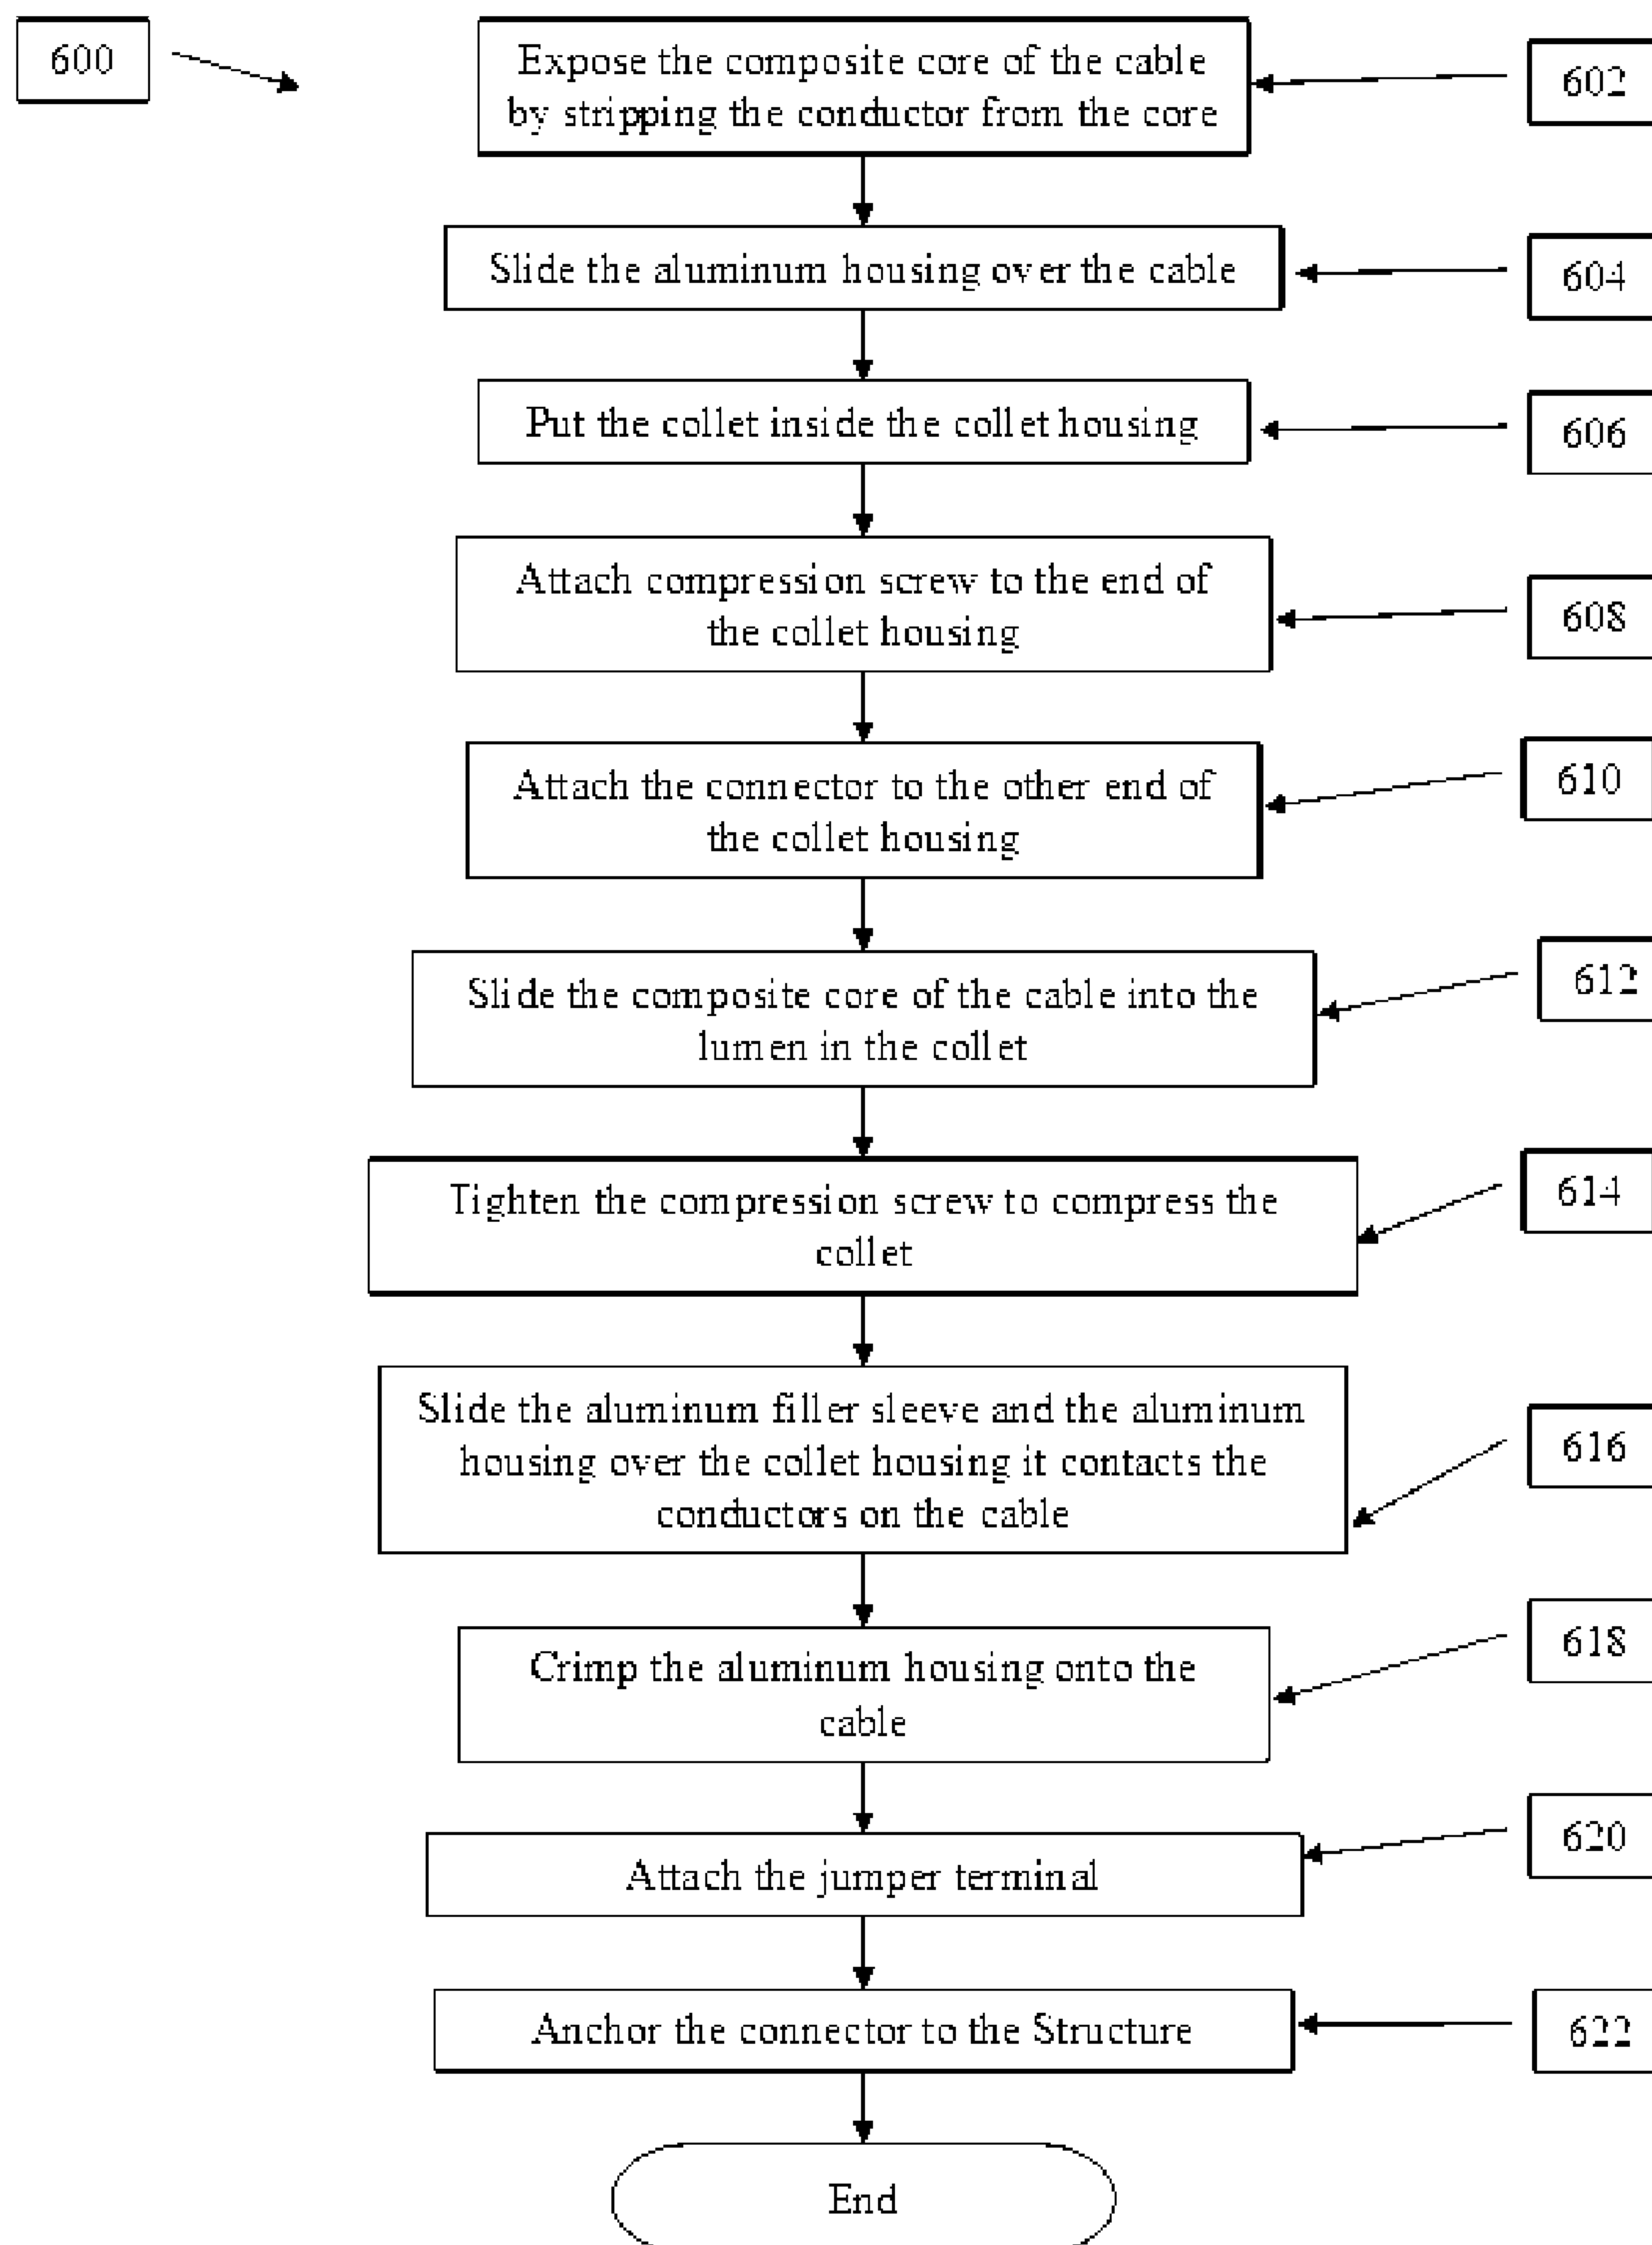 600
Expose the composite core of the cable
by stripping the conductor from the core
602
Slide the aluminum housing over the cable
604
Put the collet inside the collet housing
606
Attach compression screw to the end of
the collet housing
608
Attach the connector to the other end of
the collet housing
610
Slide the composite core of the cable into the
lumen in the collet
612
Tighten the compression screw to compress the
collet
614
Slide the aluminum filler sleeve and the aluminum
housing over the collet housing it contacts the
conductors on the cable
616
Crimp the aluminum housing onto the
cable
618
Attach the jumper terminal
620
Anchor the connector to the Structure
622
End